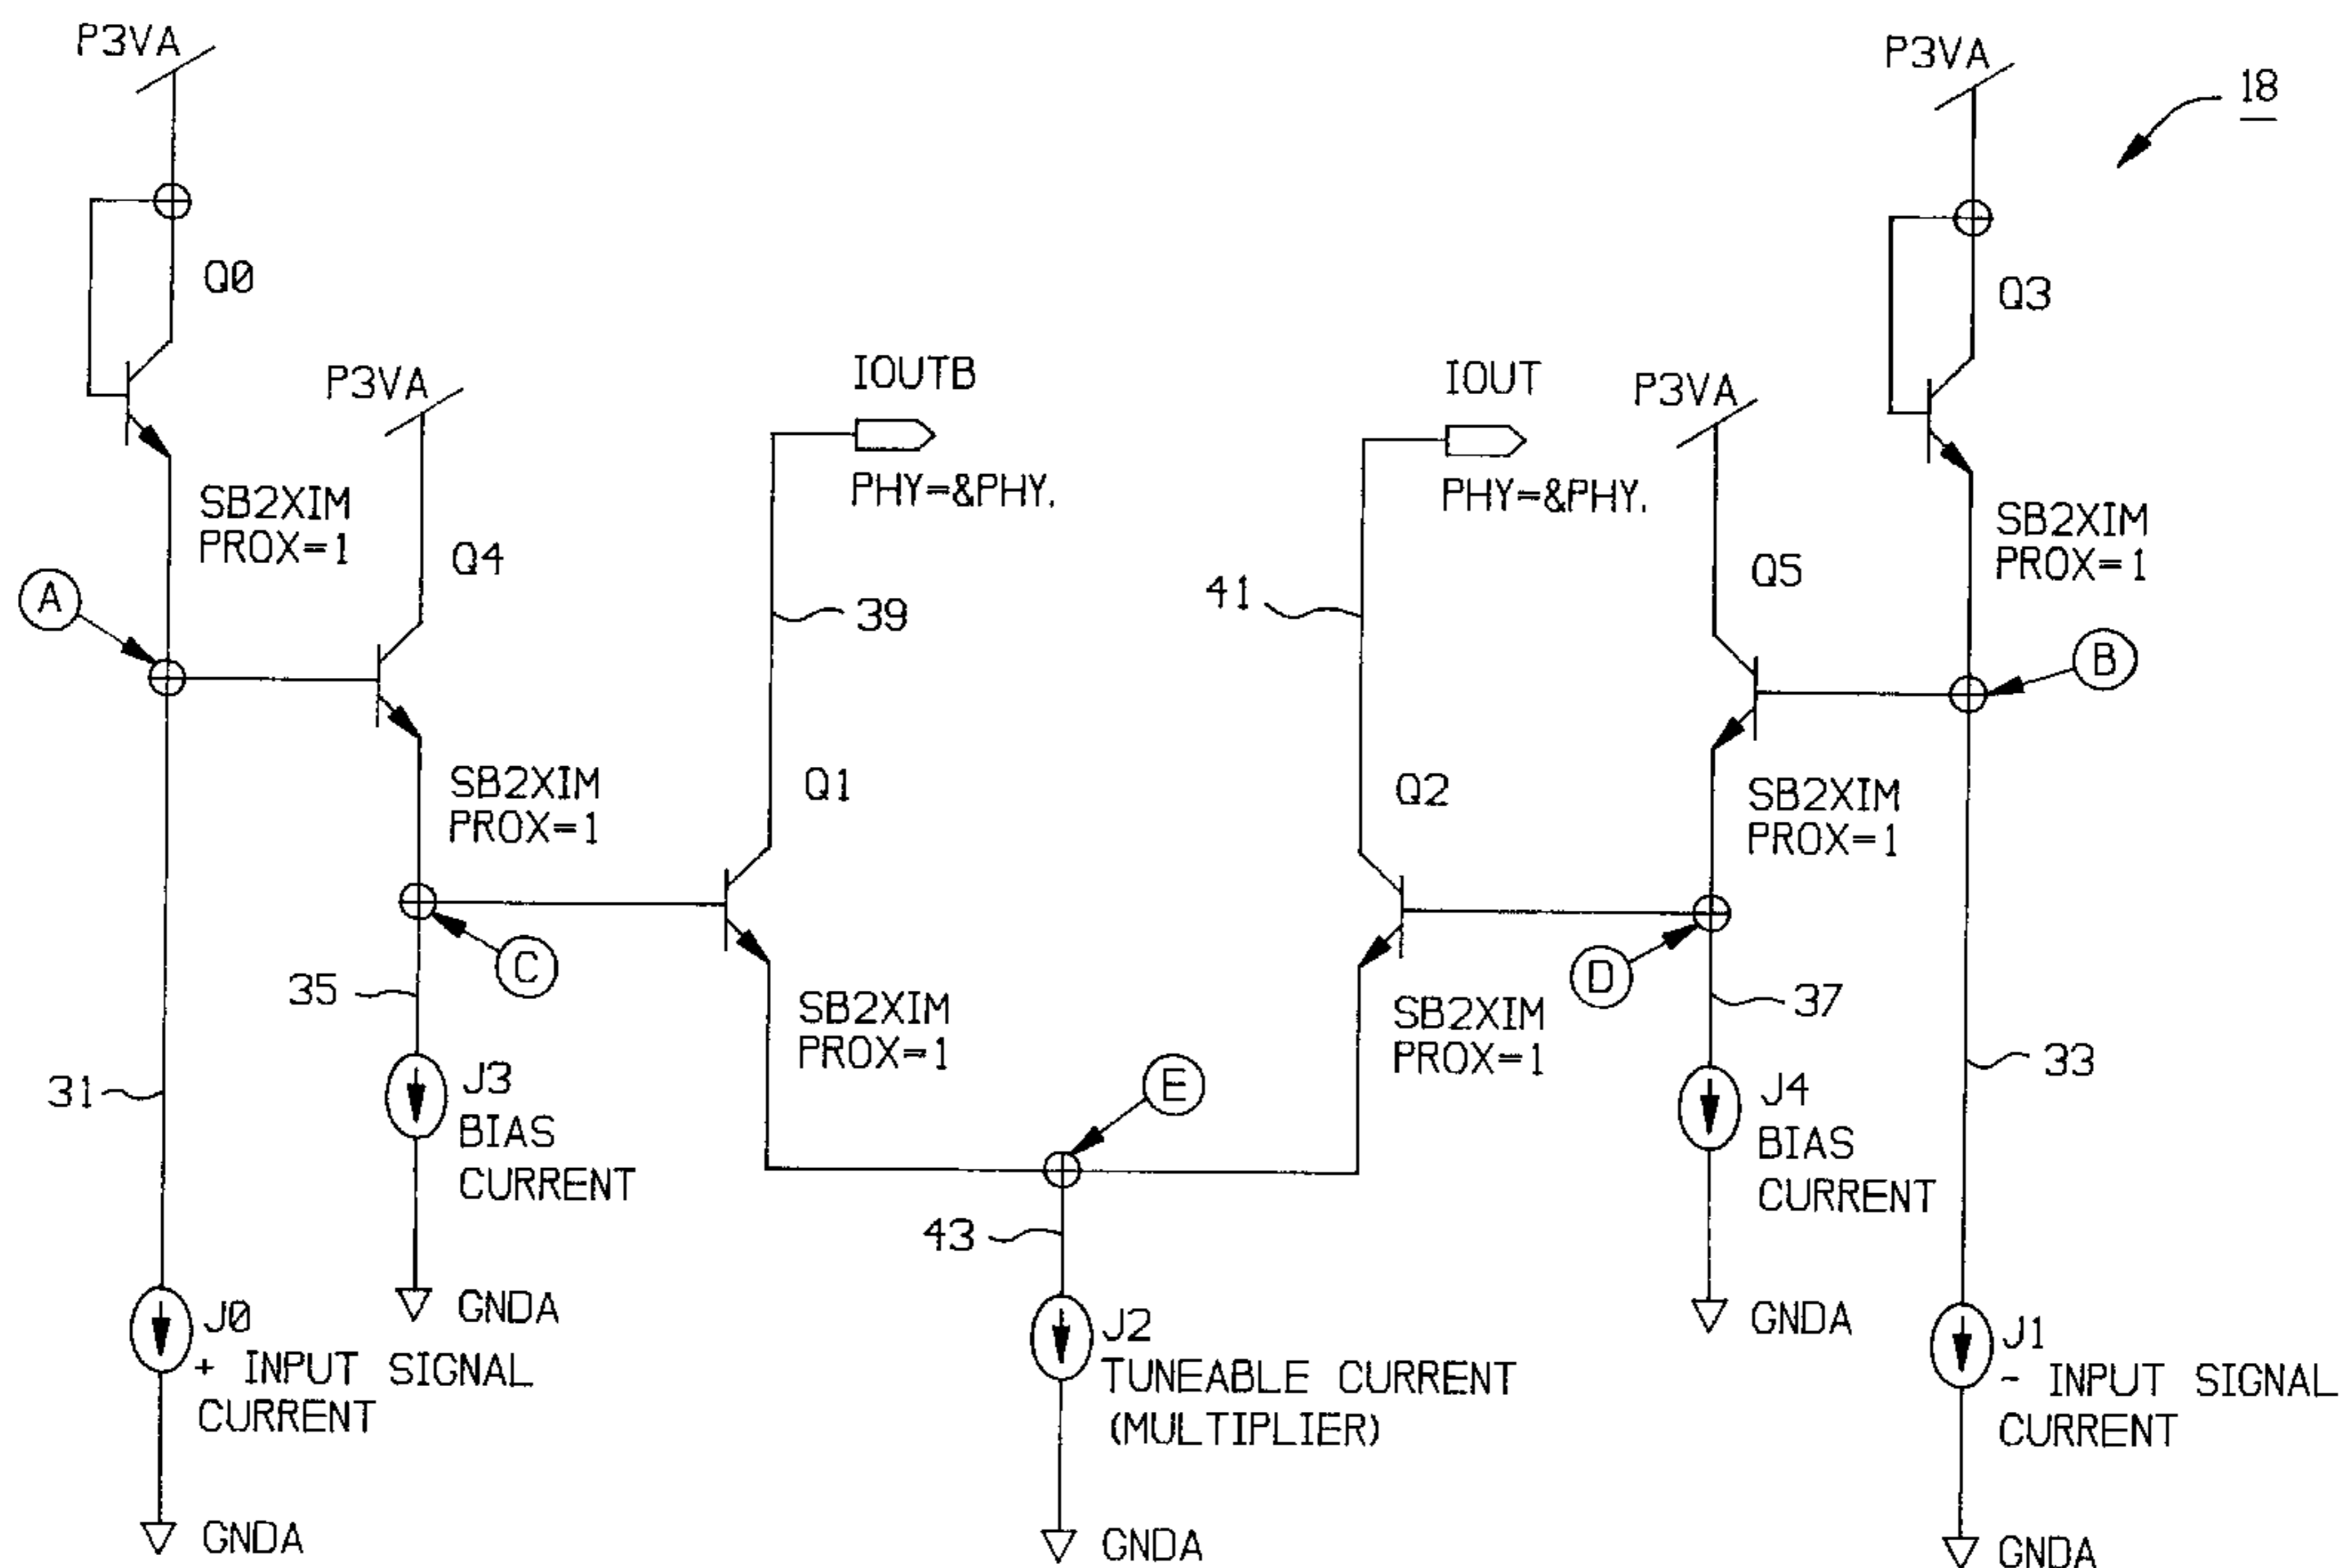 P3VA
P3VA
18
Q0
Q3
P3VA
IOUTB
IOUT
P3VA
PHY=&PHY.
PHY=&PHY.
SB2XIM
PROX=1
SB2XIM
PROX=1
Q4
Q5
A
39
41
B
SB2XIM
PROX=1
Q1
Q2
SB2XIM
PROX=1
C
D
35
37
SB2XIM
PROX=1
SB2XIM
PROX=1
31
J3
BIAS
CURRENT
E
J4
BIAS
CURRENT
33
43
GNDA
GNDA
J0
+ INPUT SIGNAL
CURRENT
J2
TUNEABLE CURRENT
(MULTIPLIER)
J1
- INPUT SIGNAL
CURRENT
GNDA
GNDA
GNDA